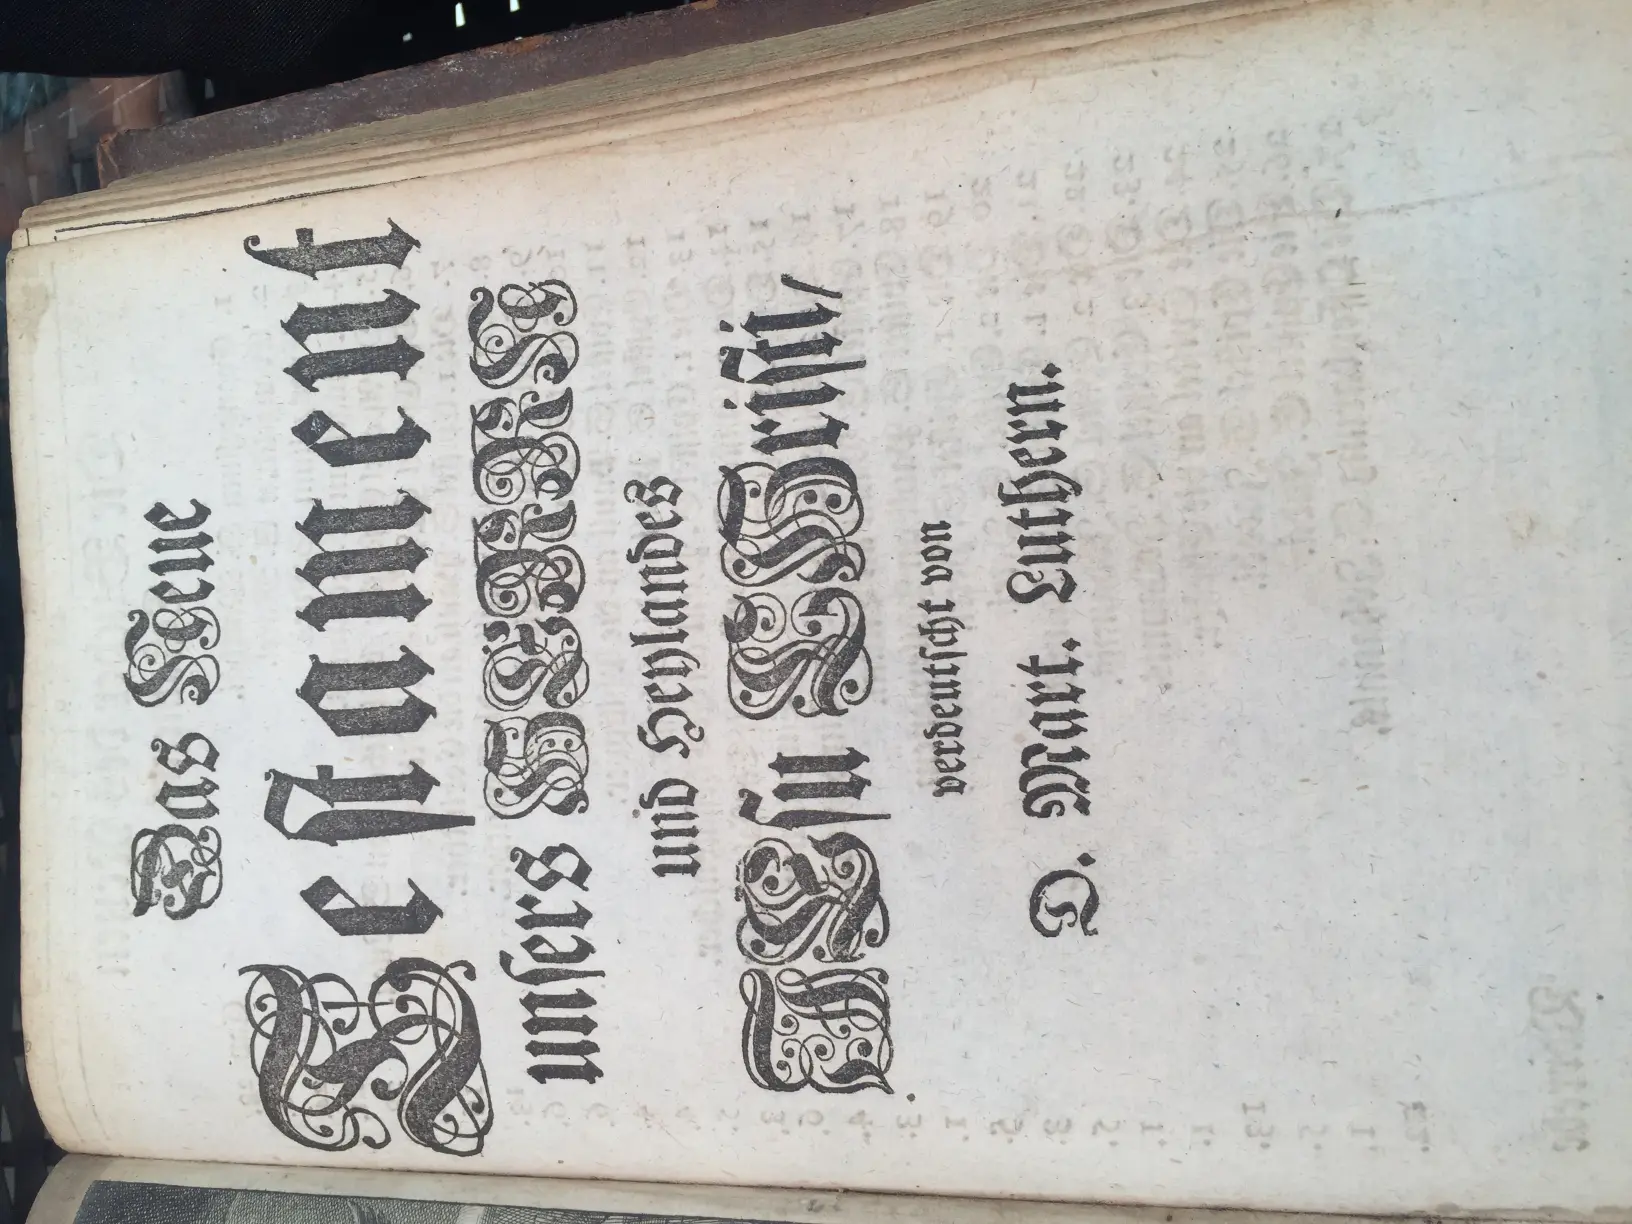 Das Neue
Testament
unsers HERRN
und Heylandes
JEsu CHristi/
verdeutscht von
D. Mart. Luthern.